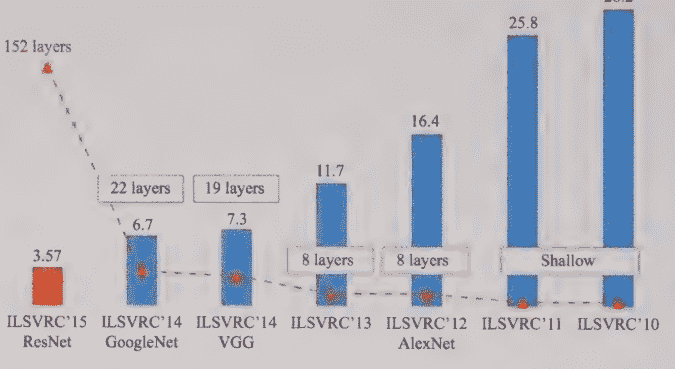 25.8
152 layers
16.4
11.7
22 layers
19 layers
6.7
7.3
3.57
8 layers
8 layers
Shallow
ILSVRC'15
ResNet
ILSVRC'14
GoogleNet
ILSVRC'14
VGG
ILSVRC'13
ILSVRC'12
AlexNet
ILSVRC'11
ILSVRC'10